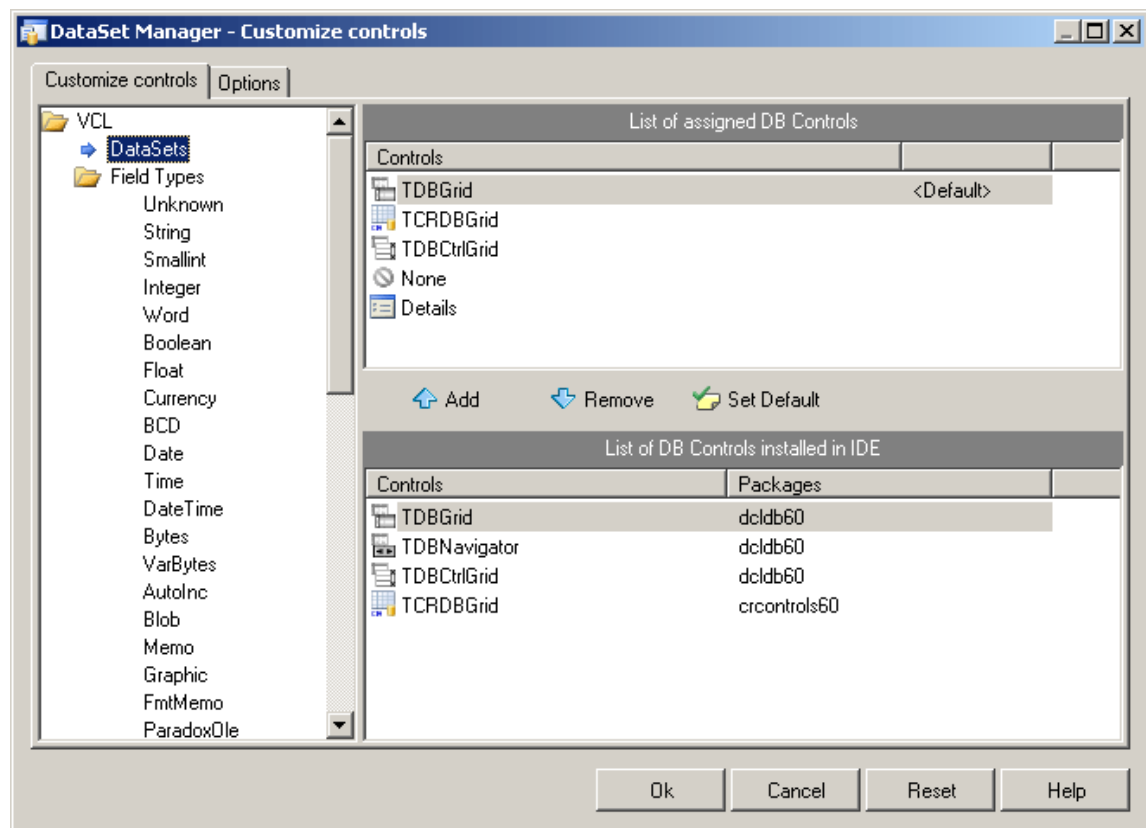 DataSet Manager - Customize controls
Customize controls
Options
VCL
DataSets
Field Types
Unknown
String
Smallint
Integer
Word
Boolean
Float
Currency
BCD
Date
Time
DateTime
Bytes
VarBytes
AutoInc
Blob
Memo
Graphic
FmtMemo
ParadoxOle
List of assigned DB Controls
Controls
TDBGrid <Default>
TCRDBGrid
TDBCtrlGrid
None
Details
Add Remove Set Default
List of DB Controls installed in IDE
Controls Packages
TDBGrid dcldb60
TDBNavigator dcldb60
TDBCtrlGrid dcldb60
TCRDBGrid crcontrols60
Ok Cancel Reset Help